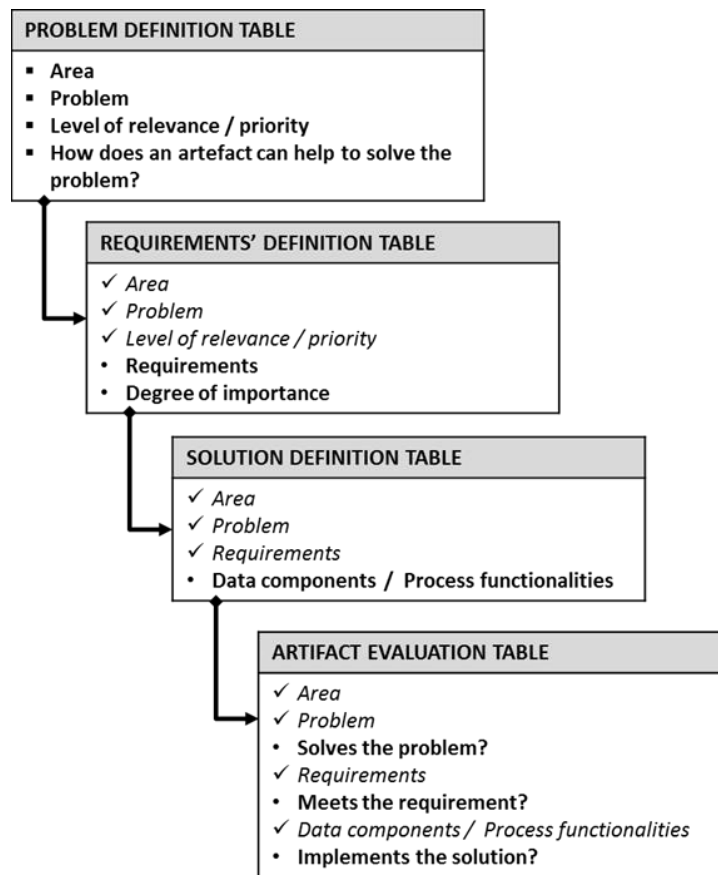 PROBLEM DEFINITION TABLE
▪ Area
▪ Problem
▪ Level of relevance / priority
▪ How does an artefact can help to solve the
problem?
REQUIREMENTS’ DEFINITION TABLE
✓ Area
✓ Problem
✓ Level of relevance / priority
• Requirements
• Degree of importance
SOLUTION DEFINITION TABLE
✓ Area
✓ Problem
✓ Requirements
• Data components / Process functionalities
ARTIFACT EVALUATION TABLE
✓ Area
✓ Problem
• Solves the problem?
✓ Requirements
• Meets the requirement?
✓ Data components / Process functionalities
• Implements the solution?